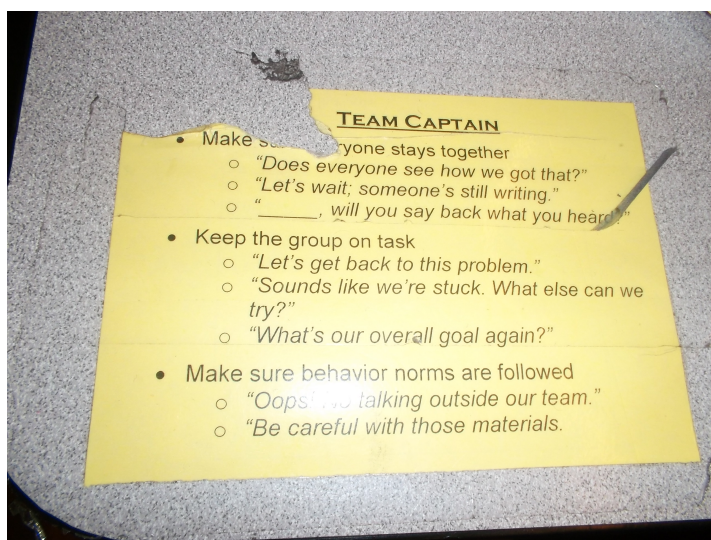 TEAM CAPTAIN
• Make everyone stays together
o "Does everyone see how we got that?"
o "Let's wait; someone's still writing."
o "______, will you say back what you heard?"
• Keep the group on task
o "Let's get back to this problem."
o "Sounds like we're stuck. What else can we
try?"
o "What's our overall goal again?"
• Make sure behavior norms are followed
o "Oops! No talking outside our team."
o "Be careful with those materials.